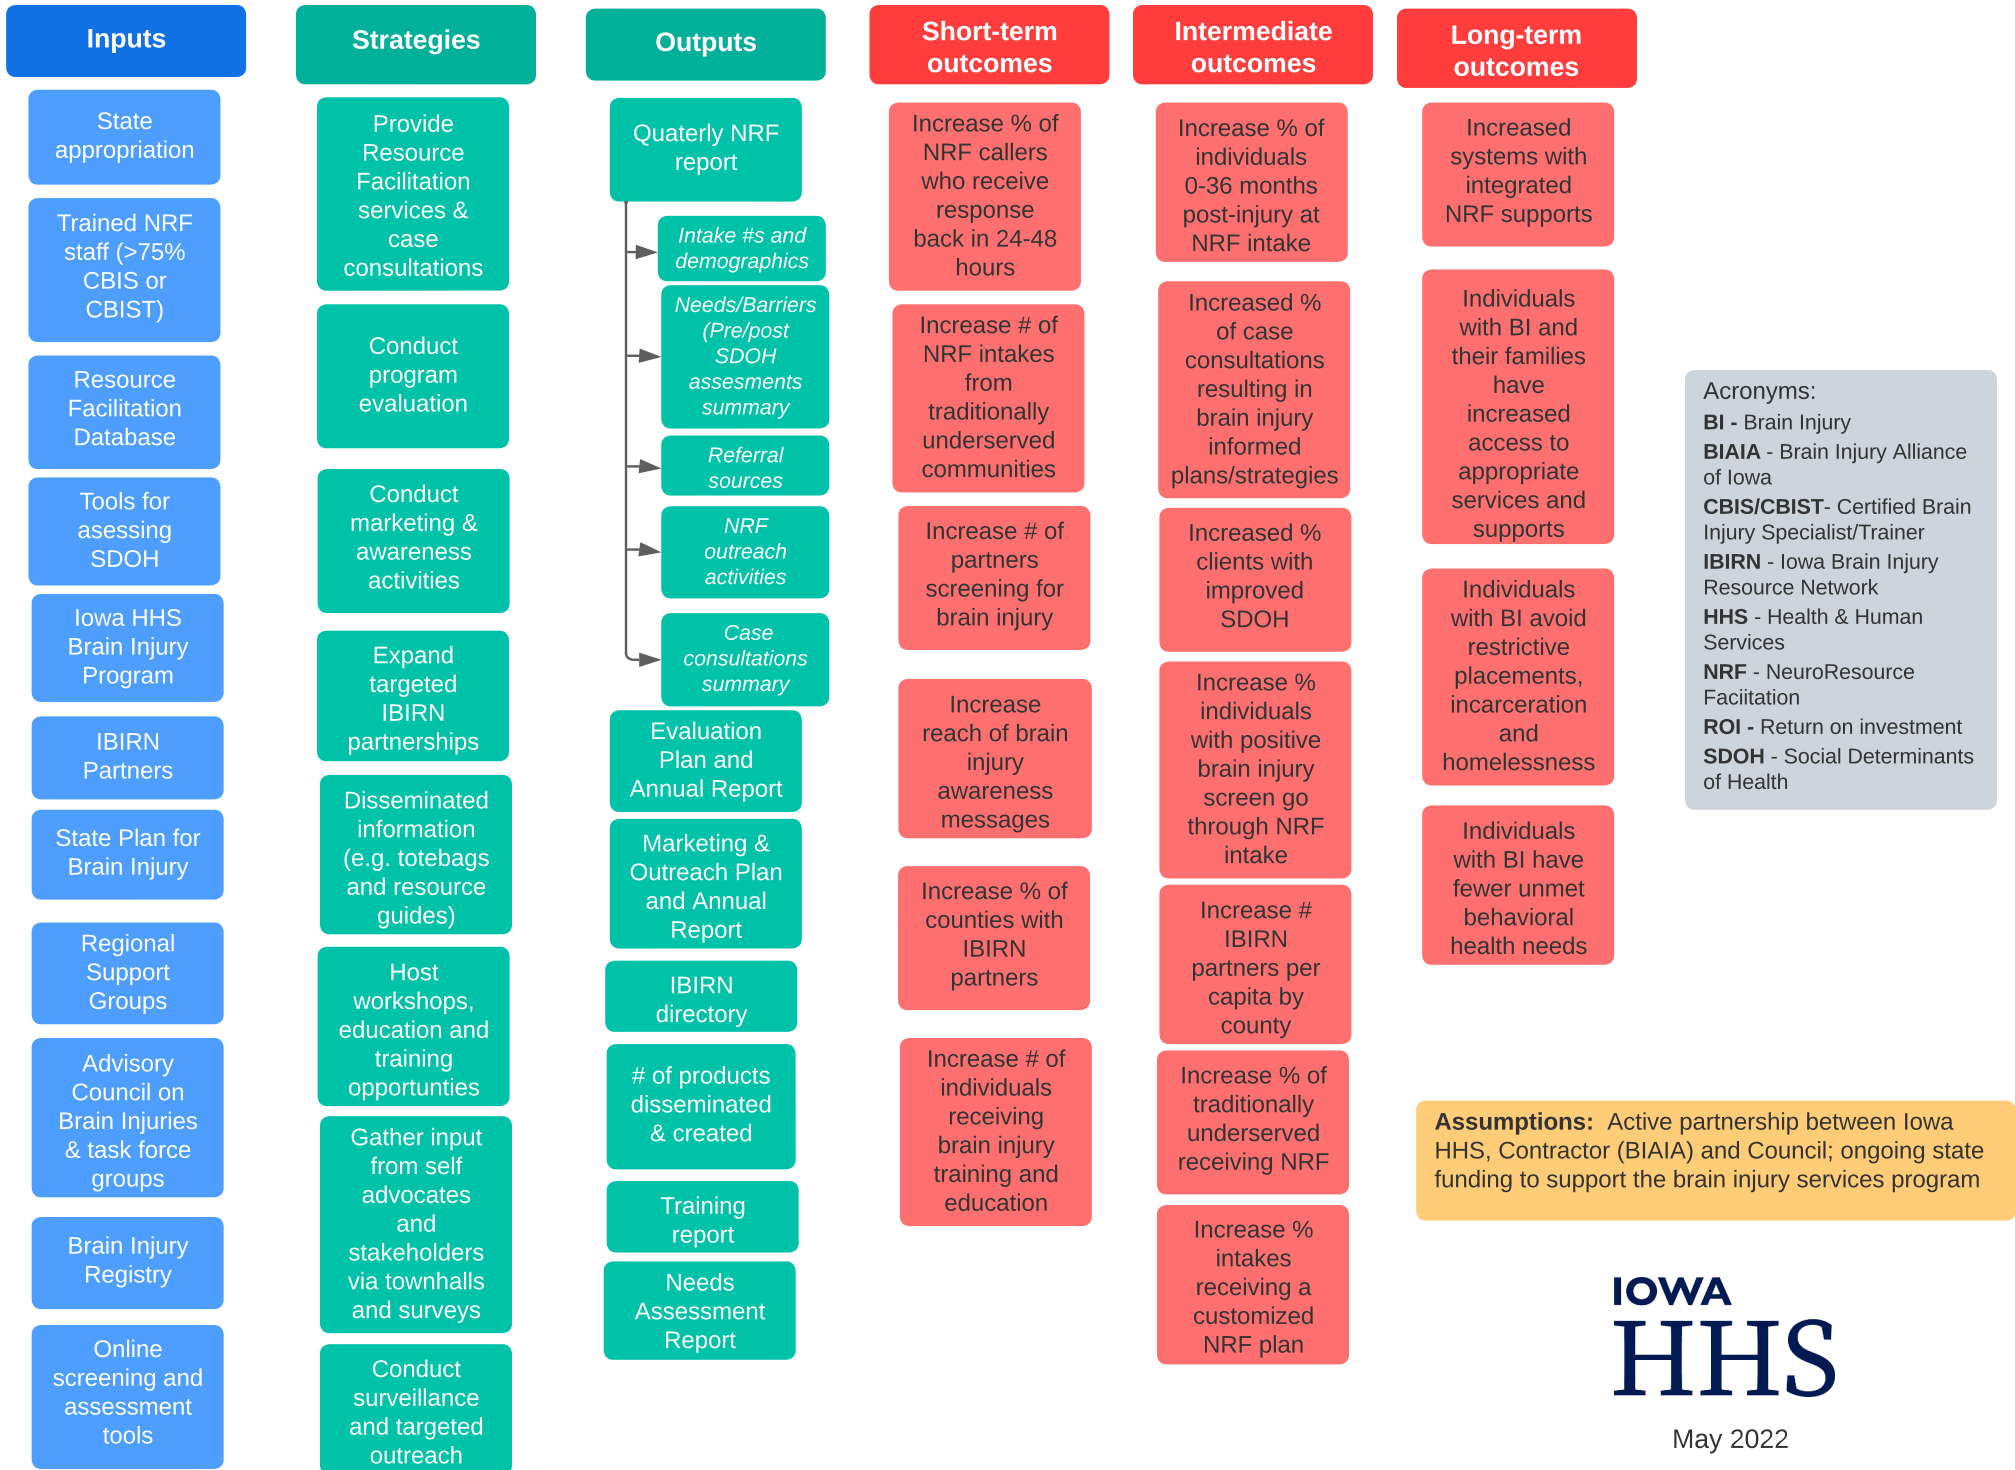 Inputs
State
appropriation
Trained NRF
staff (>75%
CBIS or
CBIST)
Resource
Facilitation
Database
Tools for
asessing
SDOH
Iowa HHS
Brain Injury
Program
IBIRN
Partners
State Plan for
Brain Injury
Regional
Support
Groups
Advisory
Council on
Brain Injuries
& task force
groups
Brain Injury
Registry
Online
screening and
assessment
tools
Strategies
Provide
Resource
Facilitation
services &
case
consultations
Conduct
program
evaluation
Conduct
marketing &
awareness
activities
Expand
targeted
IBIRN
partnerships
Disseminated
information
(e.g. totebags
and resource
guides)
Host
workshops,
education and
training
opportunties
Gather input
from self
advocates
and
stakeholders
via townhalls
and surveys
Conduct
surveillance
and targeted
outreach
Outputs
Quaterly NRF
report
Intake #s and
demographics
Needs/Barriers
(Pre/post
SDOH
assesments
summary
Referral
sources
NRF
outreach
activities
Case
consultations
summary
Evaluation
Plan and
Annual Report
Marketing &
Outreach Plan
and Annual
Report
IBIRN
directory
# of products
disseminated
& created
Training
report
Needs
Assessment
Report
Short-term
outcomes
Increase % of
NRF callers
who receive
response
back in 24-48
hours
Increase # of
NRF intakes
from
traditionally
underserved
communities
Increase # of
partners
screening for
brain injury
Increase
reach of brain
injury
awareness
messages
Increase % of
counties with
IBIRN
partners
Increase # of
individuals
receiving
brain injury
training and
education
Intermediate
outcomes
Increase % of
individuals
0-36 months
post-injury at
NRF intake
Increased %
of case
consultations
resulting in
brain injury
informed
plans/strategies
Increased %
clients with
improved
SDOH
Increase %
individuals
with positive
brain injury
screen go
through NRF
intake
Increase #
IBIRN
partners per
capita by
county
Increase % of
traditionally
underserved
receiving NRF
Increase %
intakes
receiving a
customized
NRF plan
Long-term
outcomes
Increased
systems with
integrated
NRF supports
Individuals
with BI and
their families
have
increased
access to
appropriate
services and
supports
Individuals
with BI avoid
restrictive
placements,
incarceration
and
homelessness
Individuals
with BI have
fewer unmet
behavioral
health needs
Acronyms:
BI - Brain Injury
BIAIA - Brain Injury Alliance
of Iowa
CBIS/CBIST- Certified Brain
Injury Specialist/Trainer
IBIRN - Iowa Brain Injury
Resource Network
HHS - Health & Human
Services
NRF - NeuroResource
Faciitation
ROI - Return on investment
SDOH - Social Determinants
of Health
Assumptions: Active partnership between Iowa
HHS, Contractor (BIAIA) and Council; ongoing state
funding to support the brain injury services program
IOWA
HHS
May 2022